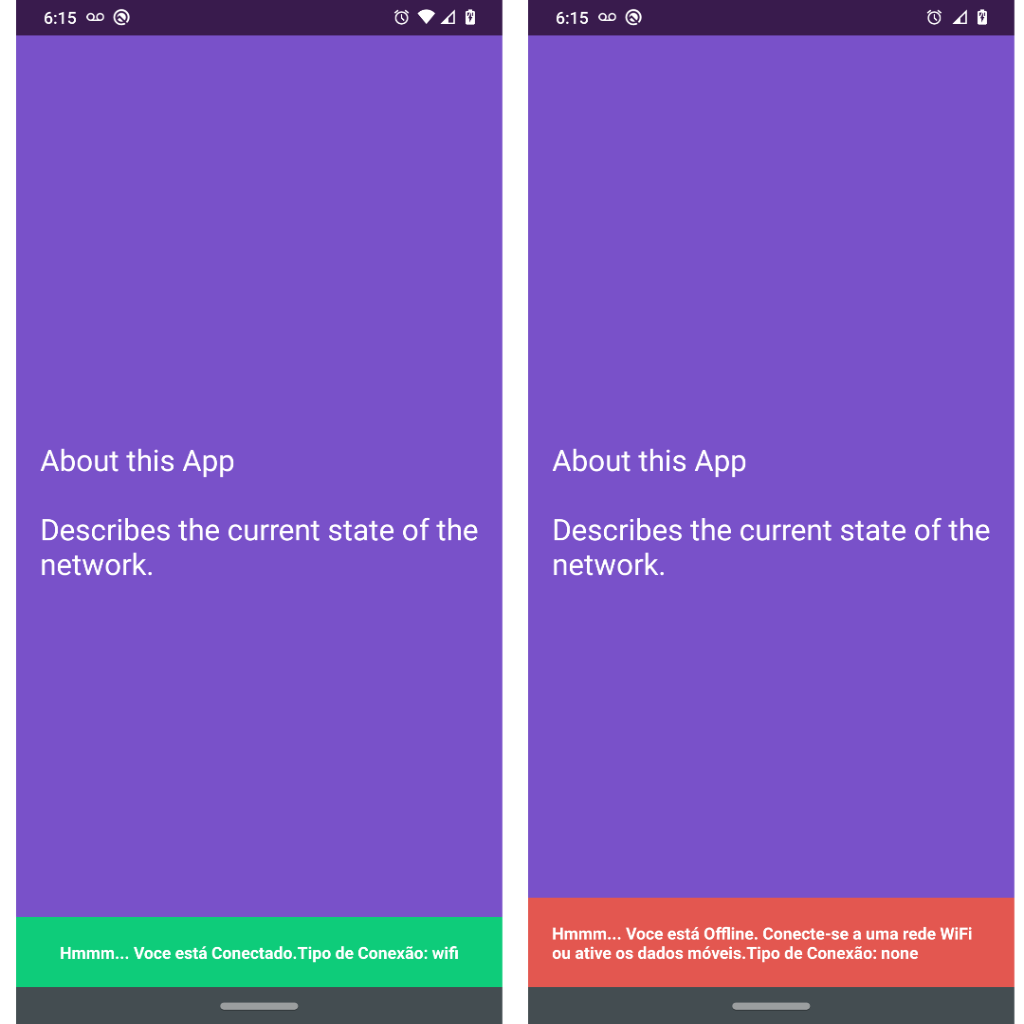 6:15
About this App
Describes the current state of the
network.
Hmmm... Voce está Conectado.Tipo de Conexão: wifi
6:15
About this App
Describes the current state of the
network.
Hmmm... Voce está Offline. Conecte-se a uma rede WiFi
ou ative os dados móveis.Tipo de Conexão: none